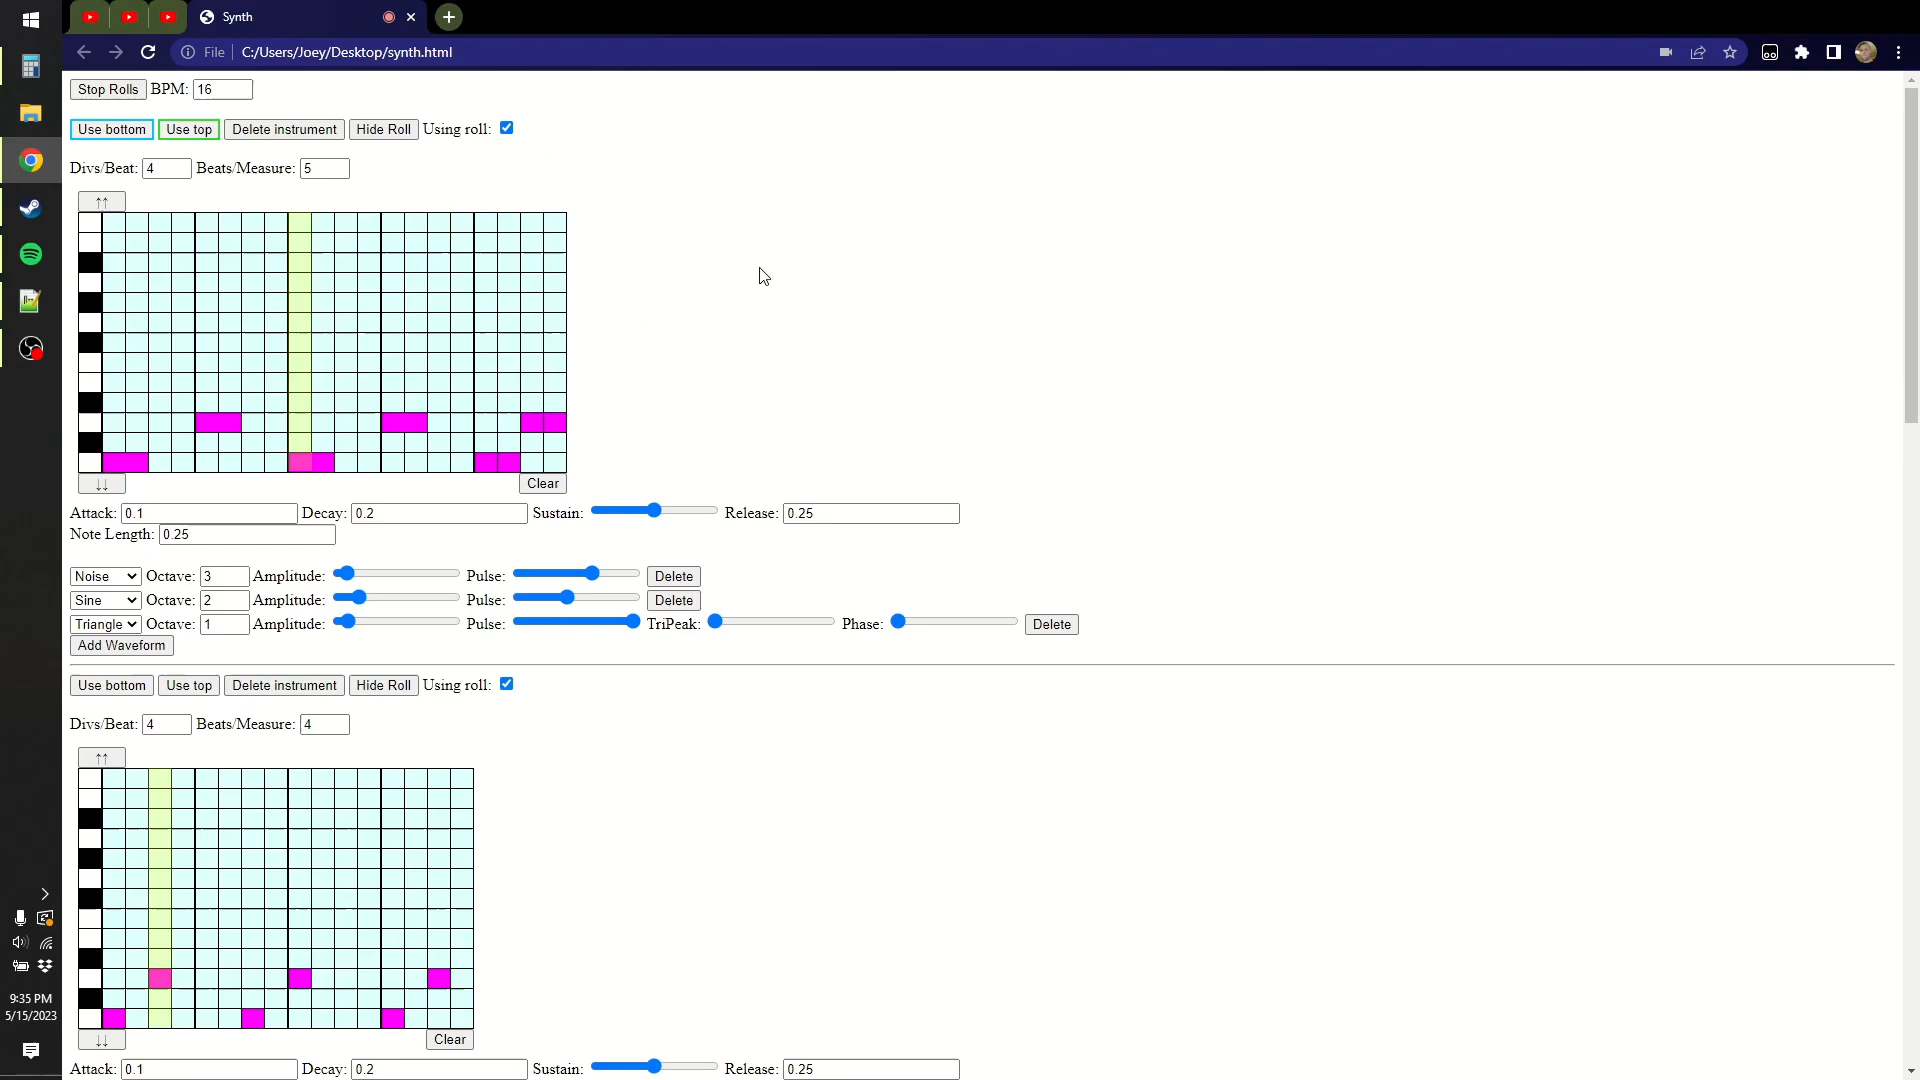 Synth
File C:/Users/Joey/Desktop/synth.html
Stop Rolls BPM: 16
Use bottom Use top Delete instrument Hide Roll Using roll:
Divs/Beat: 4 Beats/Measure: 5
↑↑
↓↓ Clear
Attack: 0.1 Decay: 0.2 Sustain: Release: 0.25
Note Length: 0.25
Noise Octave: 3 Amplitude: Pulse: Delete
Sine Octave: 2 Amplitude: Pulse: Delete
Triangle Octave: 1 Amplitude: Pulse: TriPeak: Phase: Delete
Add Waveform
Use bottom Use top Delete instrument Hide Roll Using roll:
Divs/Beat: 4 Beats/Measure: 4
↑↑
↓↓ Clear
Attack: 0.1 Decay: 0.2 Sustain: Release: 0.25
9:35 PM
5/15/2023